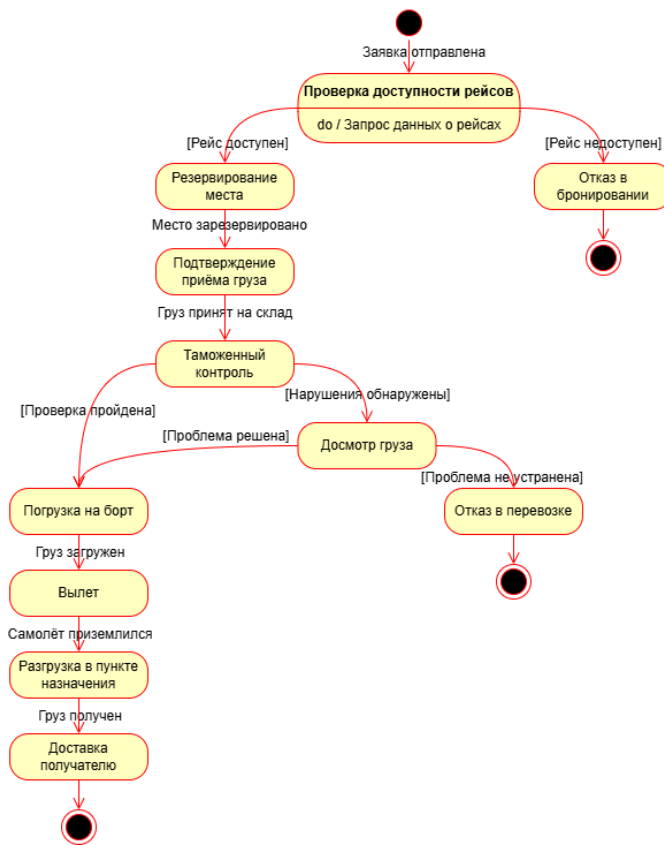 Заявка отправлена
Проверка доступности рейсов
do / Запрос данных о рейсах
[Рейс доступен]
[Рейс недоступен]
Резервирование
места
Отказ в
бронировании
Место зарезервировано
Подтверждение
приёма груза
Груз принят на склад
Таможенный
контроль
[Проверка пройдена]
[Нарушения обнаружены]
[Проблема решена]
Досмотр груза
[Проблема не устранена]
Погрузка на борт
Отказ в перевозке
Груз загружен
Вылет
Самолёт приземлился
Разгрузка в пункте
назначения
Груз получен
Доставка
получателю